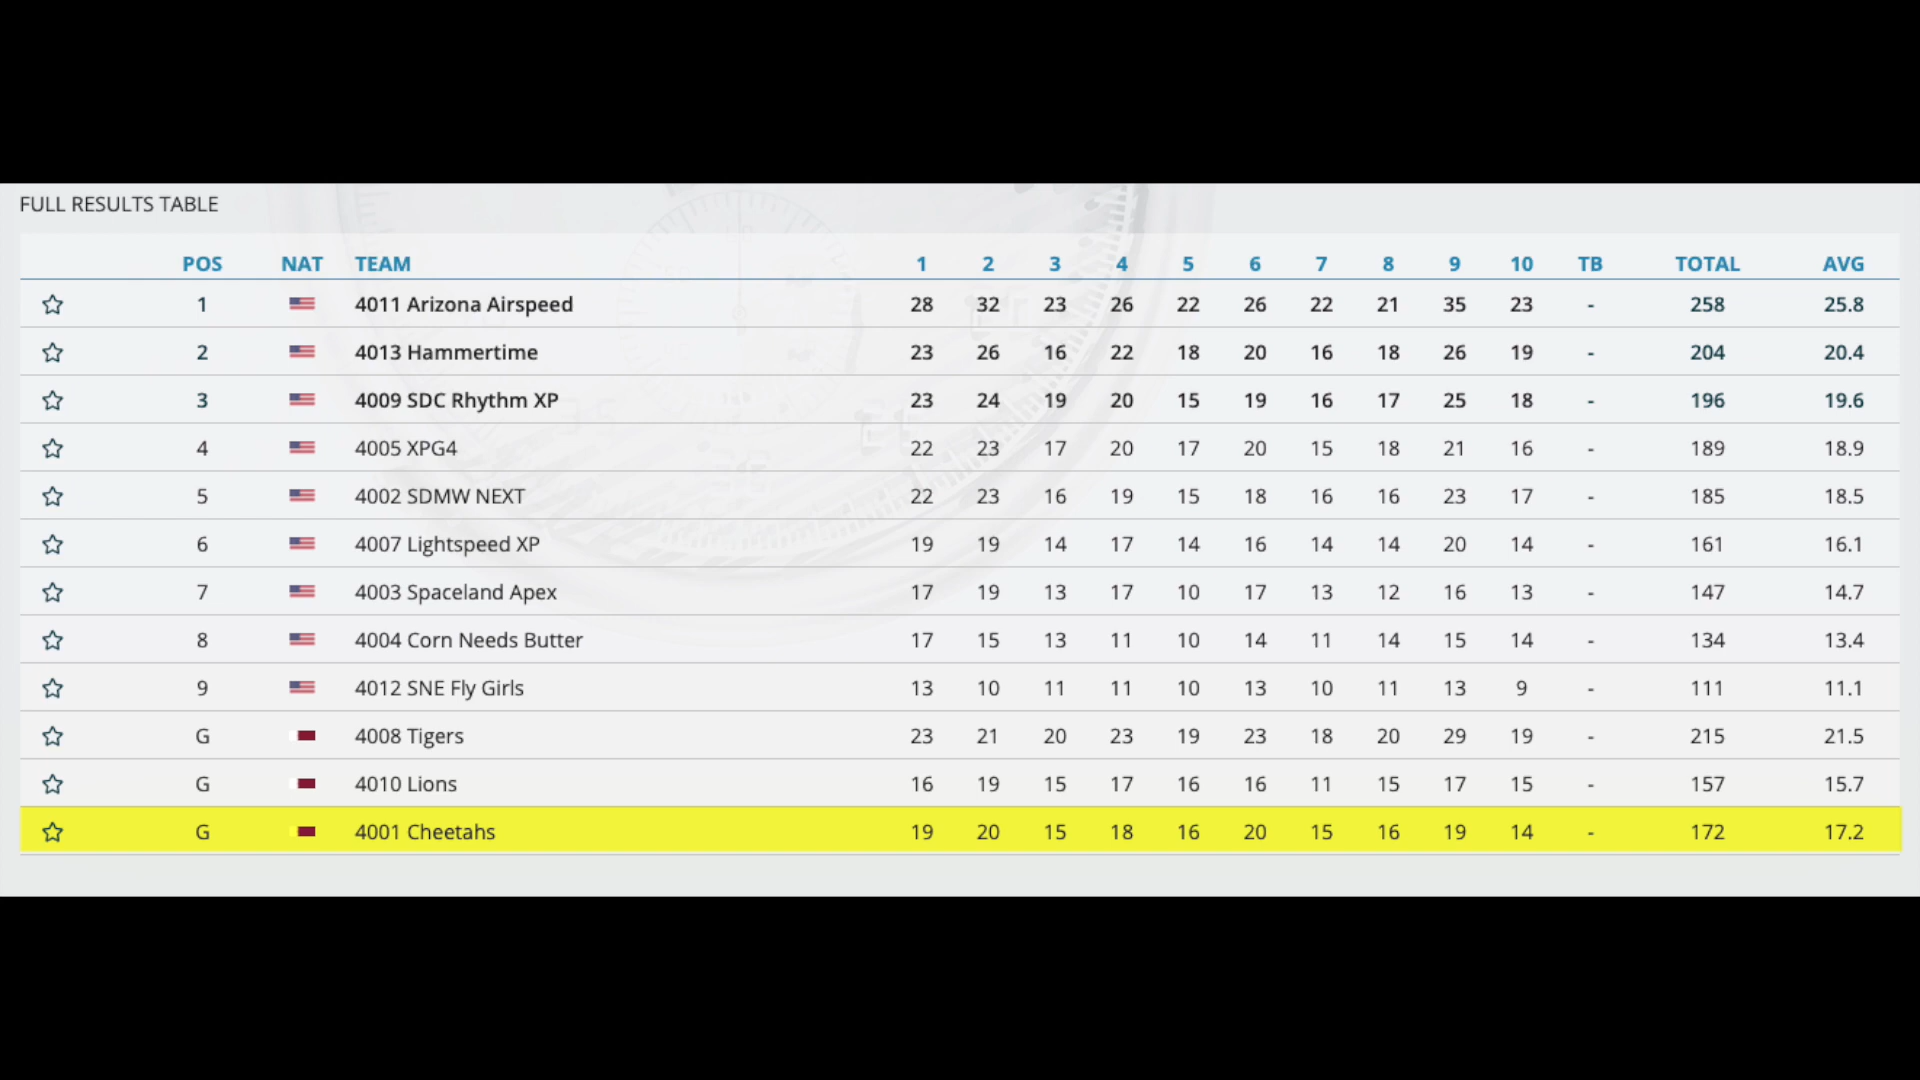 FULL RESULTS TABLE
POS NAT TEAM 1 2 3 4 5 6 7 8 9 10 TB TOTAL AVG
1 4011 Arizona Airspeed 28 32 23 26 22 26 22 21 35 23 - 258 25.8
2 4013 Hammertime 23 26 16 22 18 20 16 18 26 19 - 204 20.4
3 4009 SDC Rhythm XP 23 24 19 20 15 19 16 17 25 18 - 196 19.6
4 4005 XPG4 22 23 17 20 17 20 15 18 21 16 - 189 18.9
5 4002 SDMW NEXT 22 23 16 19 15 18 16 16 23 17 - 185 18.5
6 4007 Lightspeed XP 19 19 14 17 14 16 14 14 20 14 - 161 16.1
7 4003 Spaceland Apex 17 19 13 17 10 17 13 12 16 13 - 147 14.7
8 4004 Corn Needs Butter 17 15 13 11 10 14 11 14 15 14 - 134 13.4
9 4012 SNE Fly Girls 13 10 11 11 10 13 10 11 13 9 - 111 11.1
G 4008 Tigers 23 21 20 23 19 23 18 20 29 19 - 215 21.5
G 4010 Lions 16 19 15 17 16 16 11 15 17 15 - 157 15.7
G 4001 Cheetahs 19 20 15 18 16 20 15 16 19 14 - 172 17.2